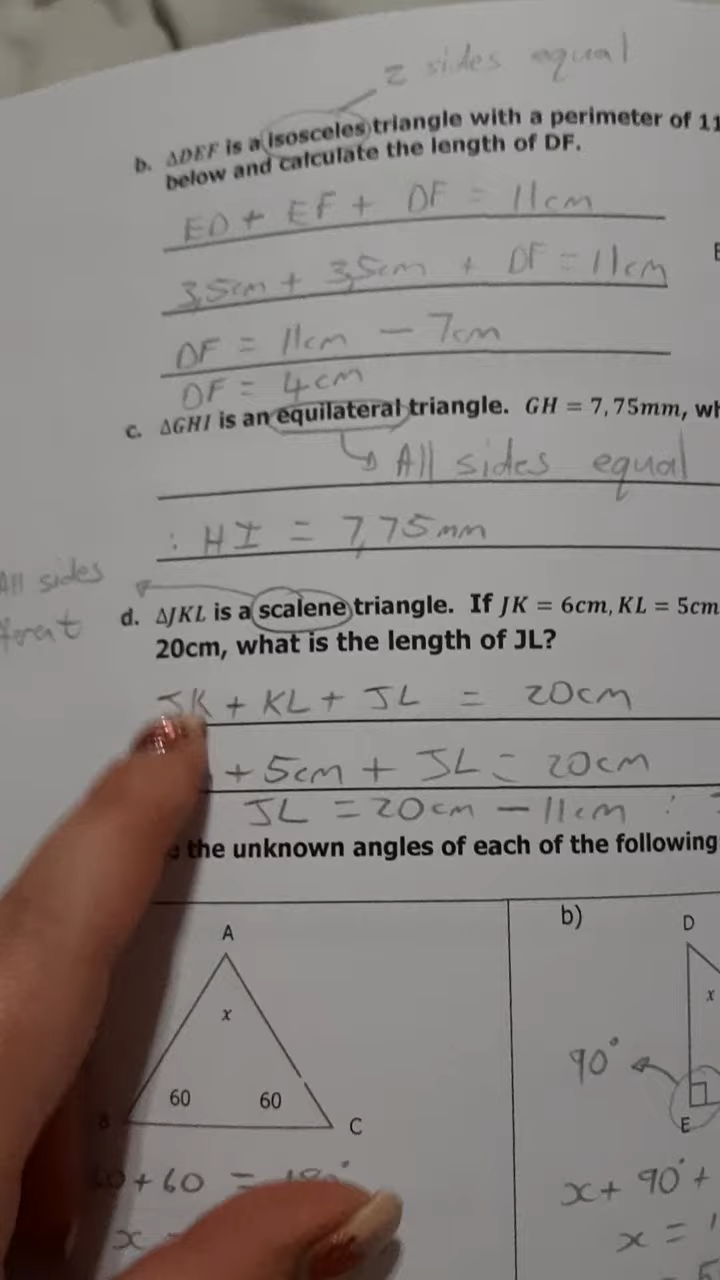 2 sides equal
b. ΔDEF is a isosceles triangle with a perimeter of 11
below and calculate the length of DF.
ED + EF + DF = 11cm
3,5cm + 3,5cm + DF = 11cm
DF = 11cm - 7cm
DF = 4cm
c. ΔGHI is an equilateral triangle. GH = 7,75mm, wh
All sides equal
: HI = 7,75mm
All sides
d. ΔJKL is a scalene triangle. If JK = 6cm, KL = 5cm
20cm, what is the length of JL?
JK + KL + JL = 20cm
+ 5cm + JL = 20cm
JL = 20cm - 11cm :
the unknown angles of each of the following
A
x
60 60
C
+ 60 =
x
b) D
x
90°
E
x + 90° +
x =